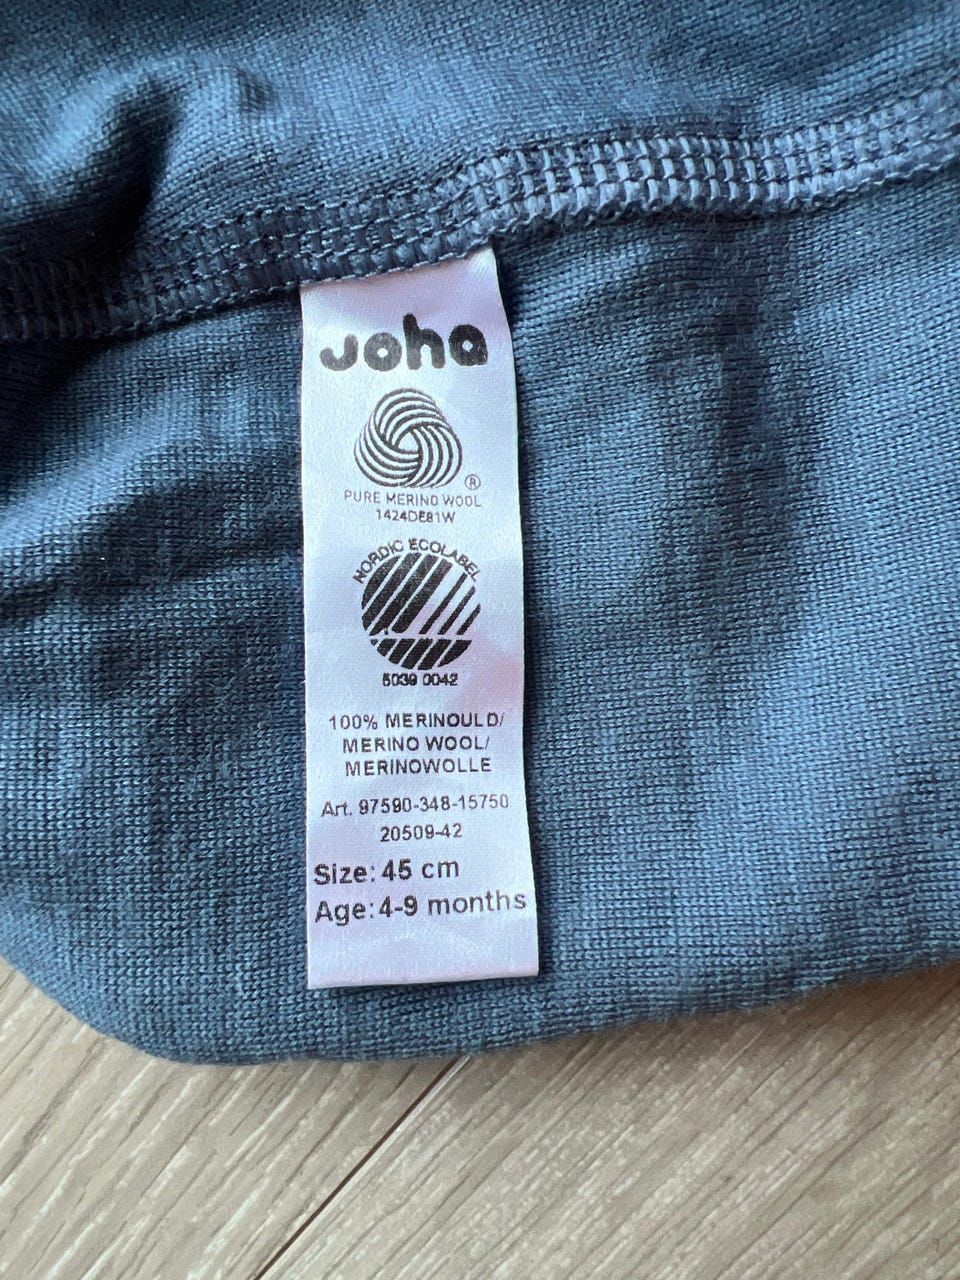 Joha
®
PURE MERINO WOOL
1424DE81W
NORDIC ECOLABEL
5039 0042
100% MERINOULD/
MERINO WOOL/
MERINOWOLLE
Art. 97590-348-15750
20509-42
Size: 45 cm
Age: 4-9 months